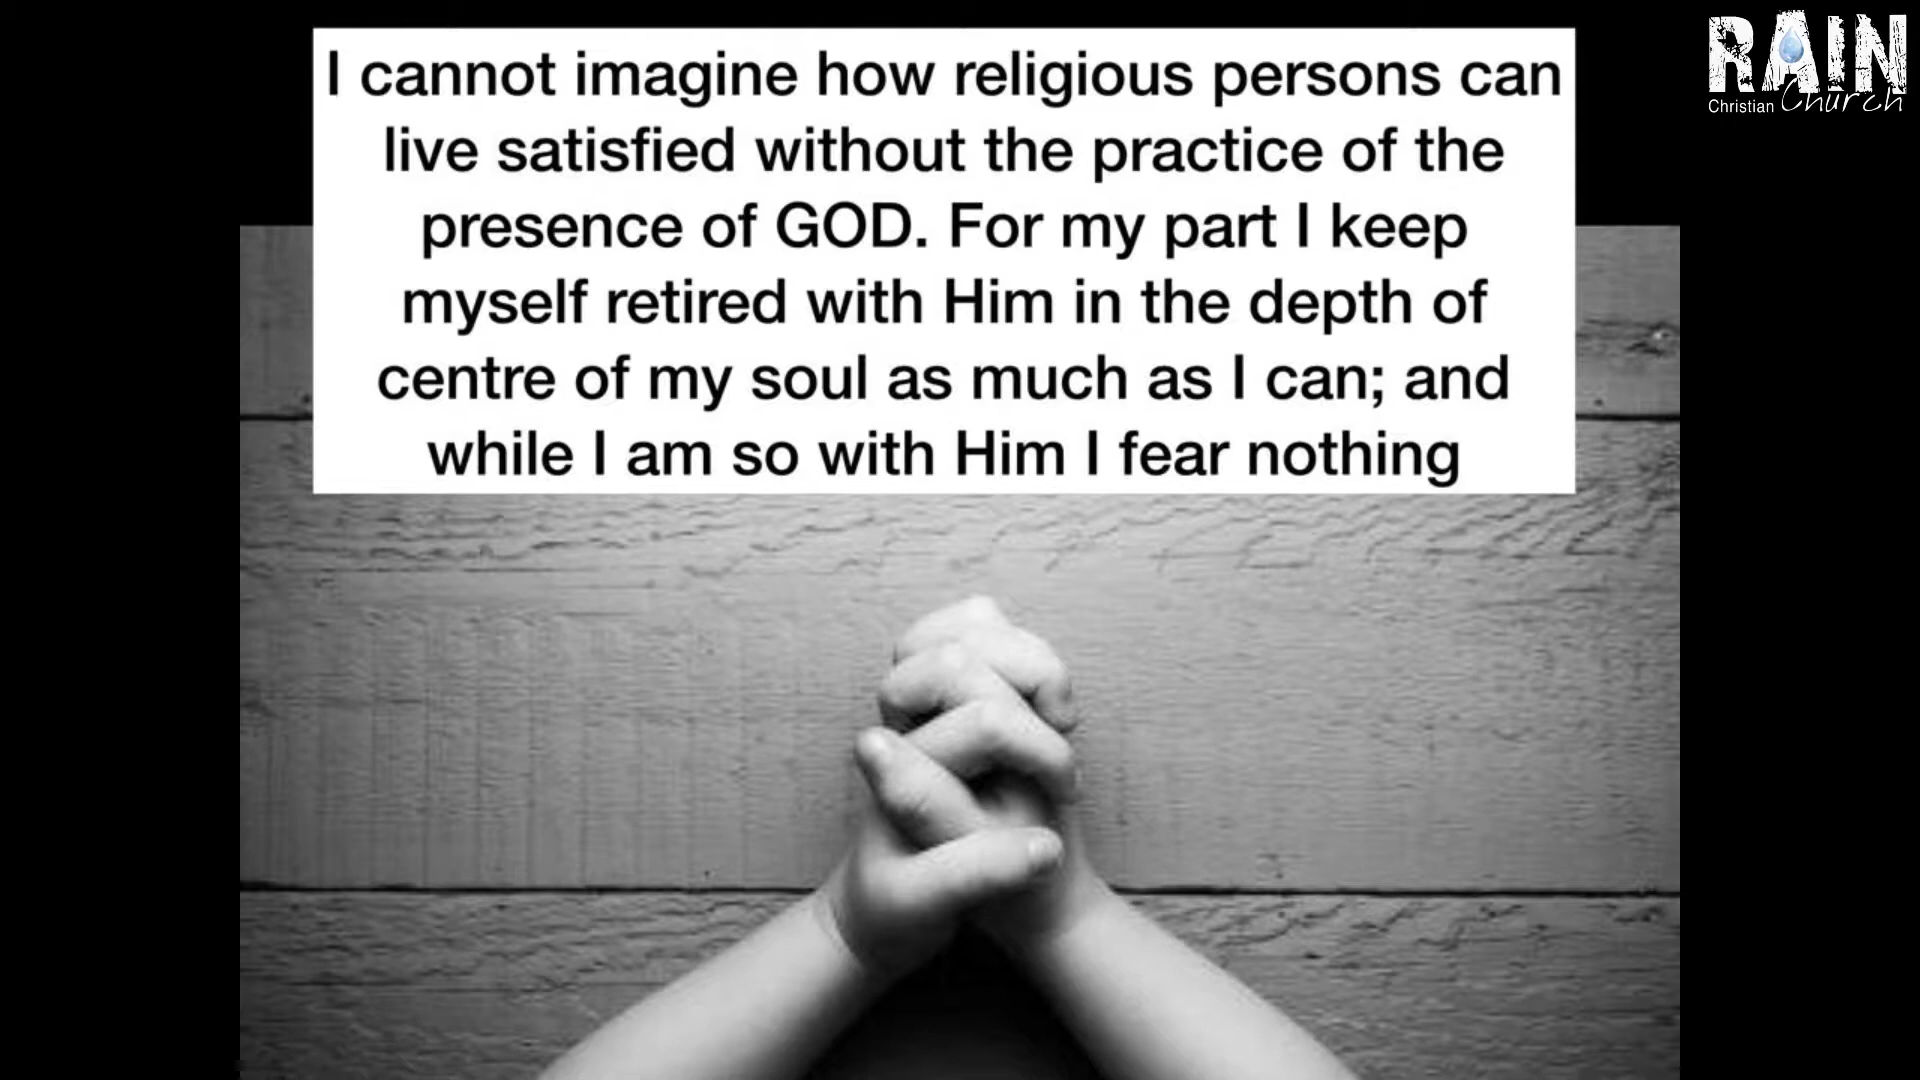 I cannot imagine how religious persons can
live satisfied without the practice of the
presence of GOD. For my part I keep
myself retired with Him in the depth of
centre of my soul as much as I can; and
while I am so with Him I fear nothing
RAIN
Christian Church